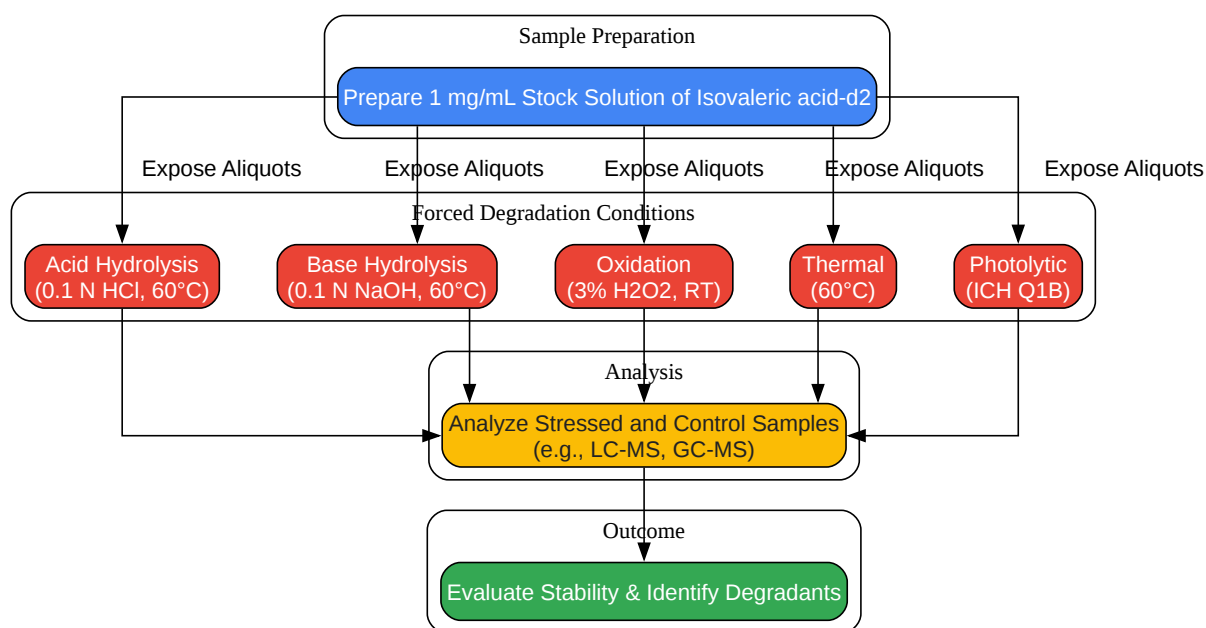 Sample Preparation
Prepare 1 mg/mL Stock Solution of Isovaleric acid-d2
Expose Aliquots
Expose Aliquots
Expose Aliquots
Expose Aliquots
Expose Aliquots
Forced Degradation Conditions
Acid Hydrolysis
(0.1 N HCl, 60°C)
Base Hydrolysis
(0.1 N NaOH, 60°C)
Oxidation
(3% H2O2, RT)
Thermal
(60°C)
Photolytic
(ICH Q1B)
Analysis
Analyze Stressed and Control Samples
(e.g., LC-MS, GC-MS)
Outcome
Evaluate Stability & Identify Degradants